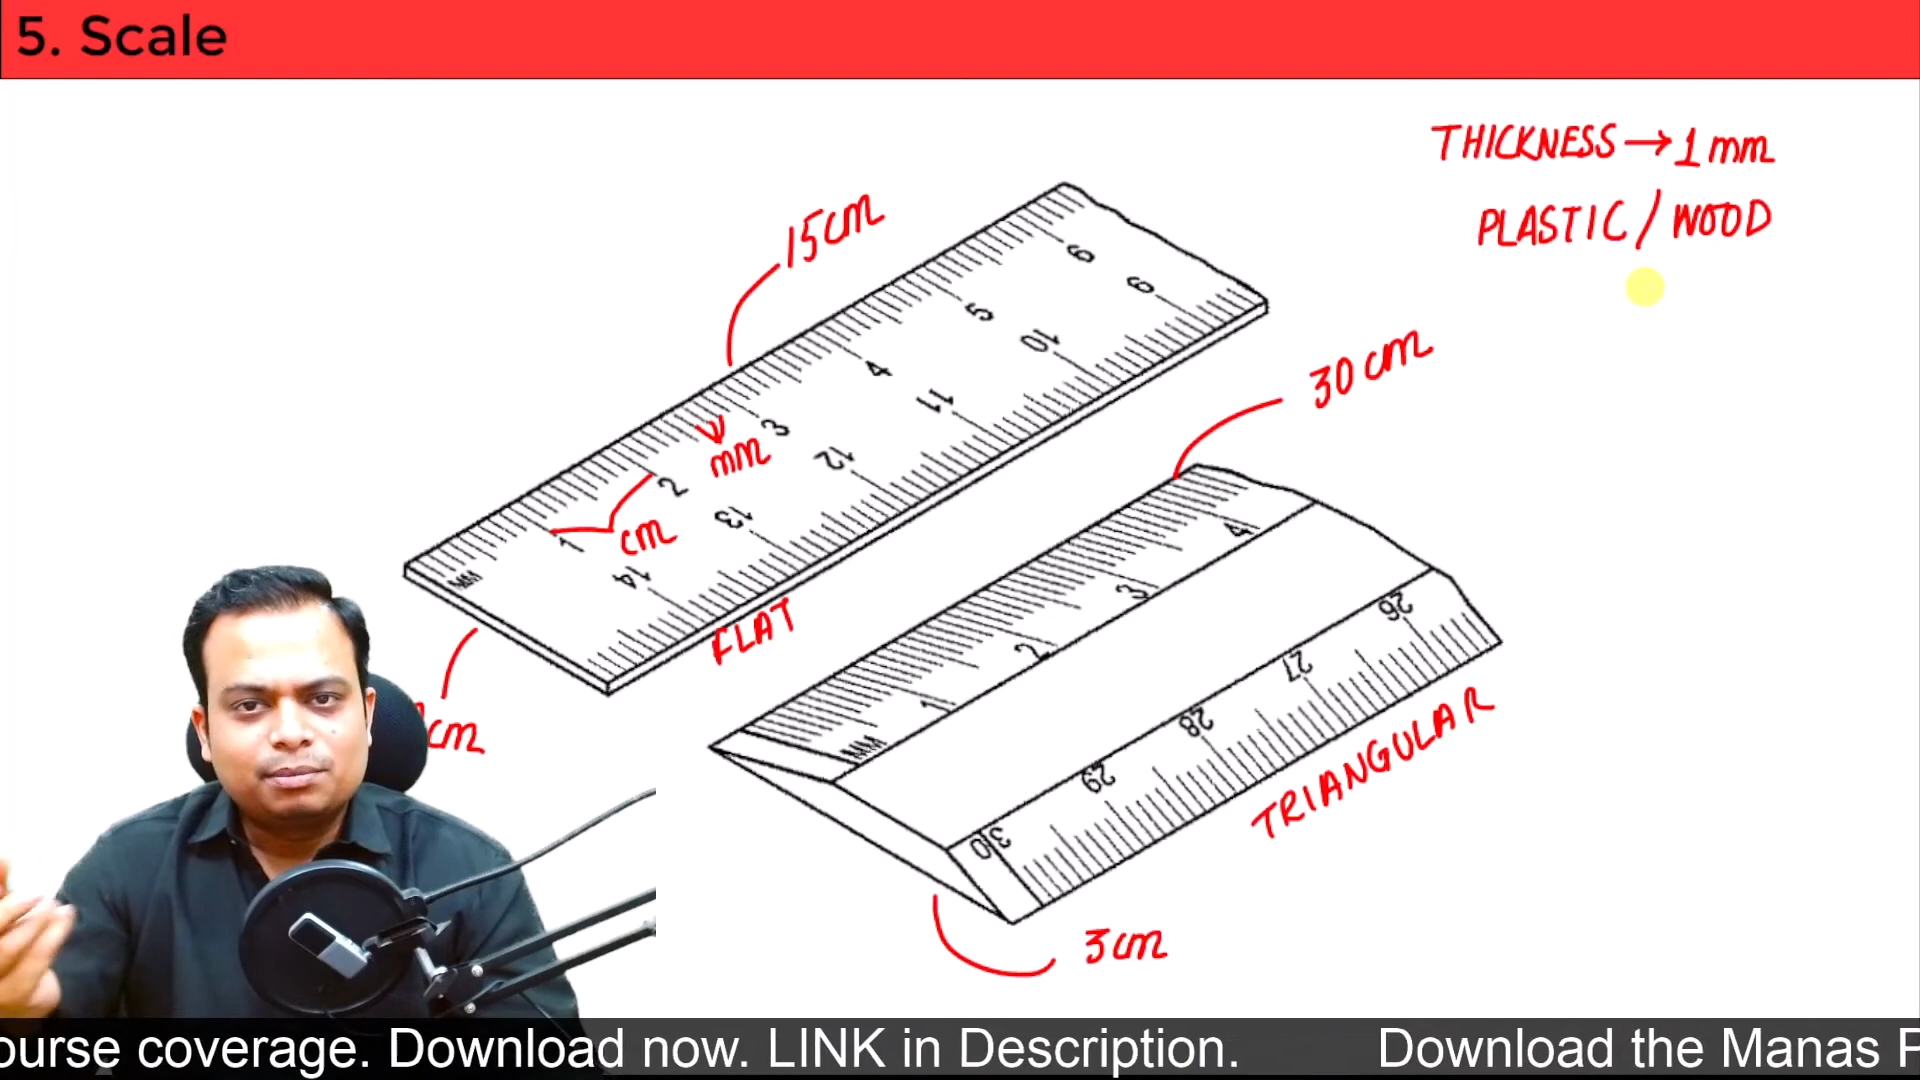 5. Scale
THICKNESS → 1mm
PLASTIC / WOOD
15cm
6
9
5
10
4
11
3
mm
12
2
13
cm
1
14
MM
FLAT
cm
30 cm
4
3
26
2
27
1
28
MM
29
TRIANGULAR
30
3cm
ourse coverage. Download now. LINK in Description. Download the Manas P